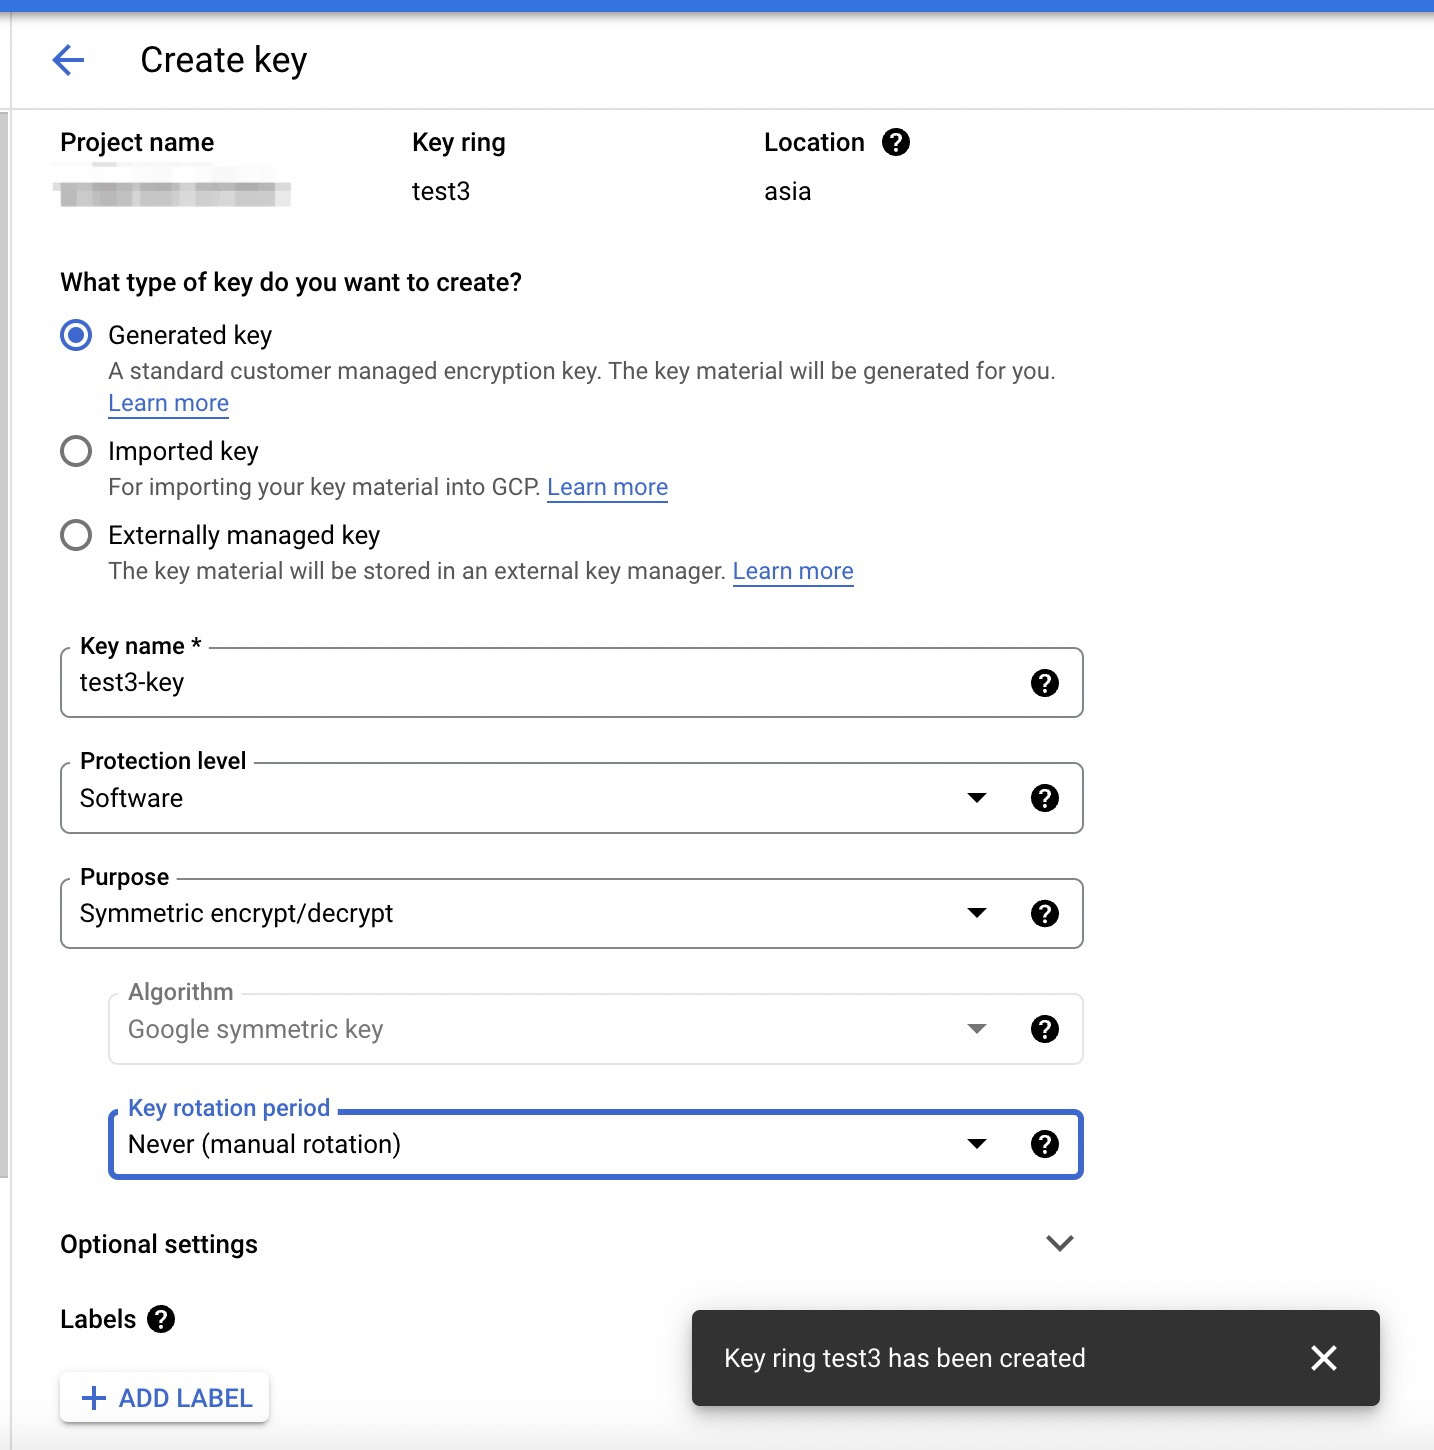 Create key
Project name
Key ring
Location
test3
asia
What type of key do you want to create?
Generated key
A standard customer managed encryption key. The key material will be generated for you.
Learn more
Imported key
For importing your key material into GCP. Learn more
Externally managed key
The key material will be stored in an external key manager. Learn more
Key name *
test3-key
Protection level
Software
Purpose
Symmetric encrypt/decrypt
Algorithm
Google symmetric key
Key rotation period
Never (manual rotation)
Optional settings
Labels
Key ring test3 has been created
+ ADD LABEL